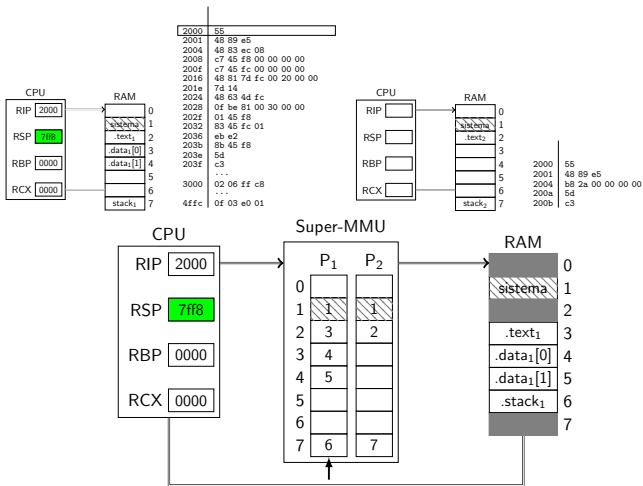 2000 55
2001 48 89 e5
2004 48 83 ec 08
2008 c7 45 f8 00 00 00 00
200f c7 45 fc 00 00 00 00
2016 48 81 7d fc 00 20 00 00
201e 7d 14
2024 48 63 4d fc
2028 0f be 81 00 30 00 00
202f 01 45 f8
2032 83 45 fc 01
2036 eb e2
203b 8b 45 f8
203e 5d
203f c3
...
3000 02 06 ff c8
...
4ffc 0f 03 e0 01
CPU
RIP 2000
RSP 7ff8
RBP 0000
RCX 0000
RAM
0
sistema 1
.text1 2
.data1[0] 3
.data1[1] 4
5
6
stack1 7
CPU
RIP
RSP
RBP
RCX
RAM
0
sistema 1
.text2 2
3
4
5
6
stack2 7
2000 55
2001 48 89 e5
2004 b8 2a 00 00 00 00
200a 5d
200b c3
CPU
RIP 2000
RSP 7ff8
RBP 0000
RCX 0000
Super-MMU
P1 P2
0
1 1 1
2 3 2
3 4
4 5
5
6
7 6 7
RAM
0
sistema 1
2
.text1 3
.data1[0] 4
.data1[1] 5
.stack1 6
7